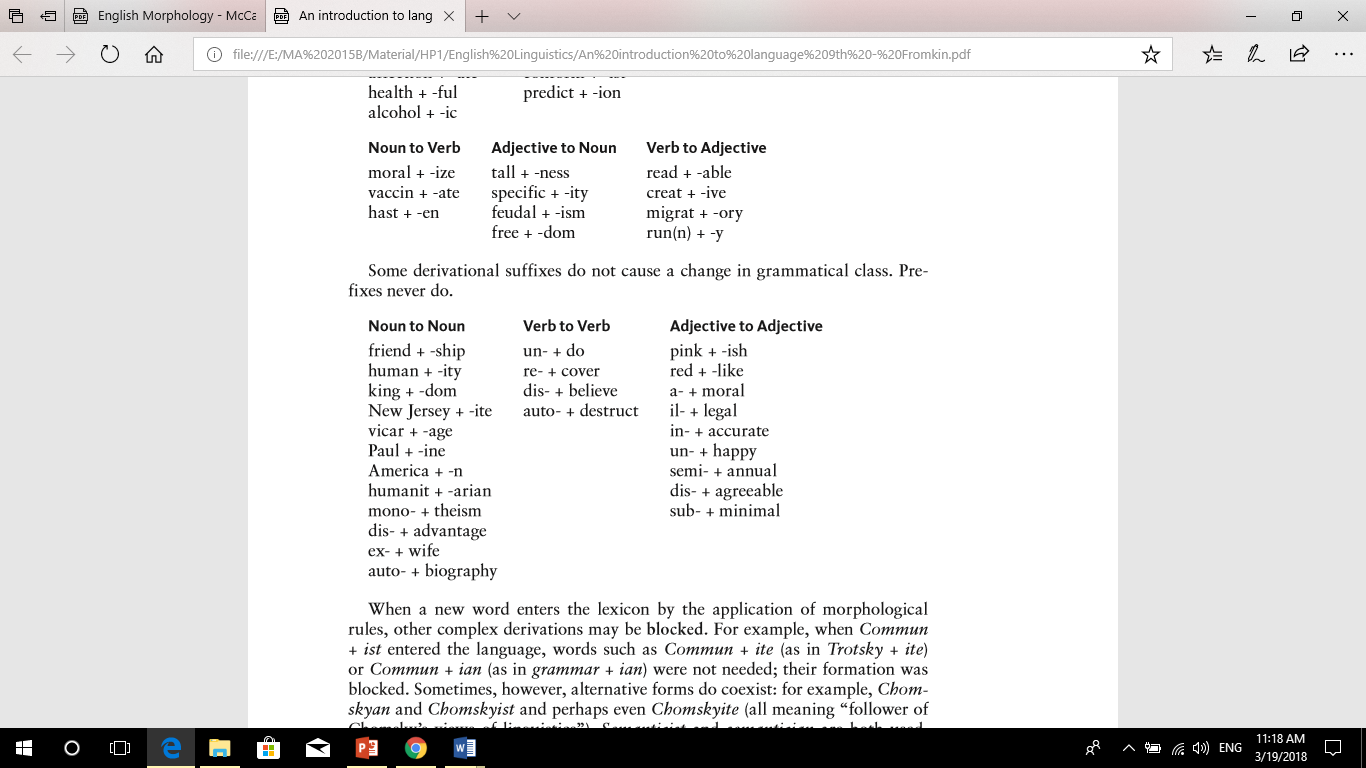 English Morphology - McCa
An introduction to lang
file:///E:/MA%202015B/Material/HP1/English%20Linguistics/An%20introduction%20to%20language%209th%20-%20Fromkin.pdf
health + -ful predict + -ion
alcohol + -ic
Noun to Verb Adjective to Noun Verb to Adjective
moral + -ize tall + -ness read + -able
vaccin + -ate specific + -ity creat + -ive
hast + -en feudal + -ism migrat + -ory
free + -dom run(n) + -y
Some derivational suffixes do not cause a change in grammatical class. Pre-
fixes never do.
Noun to Noun Verb to Verb Adjective to Adjective
friend + -ship un- + do pink + -ish
human + -ity re- + cover red + -like
king + -dom dis- + believe a- + moral
New Jersey + -ite auto- + destruct il- + legal
vicar + -age in- + accurate
Paul + -ine un- + happy
America + -n semi- + annual
humanit + -arian dis- + agreeable
mono- + theism sub- + minimal
dis- + advantage
ex- + wife
auto- + biography
When a new word enters the lexicon by the application of morphological
rules, other complex derivations may be blocked. For example, when Commun
+ ist entered the language, words such as Commun + ite (as in Trotsky + ite)
or Commun + ian (as in grammar + ian) were not needed; their formation was
blocked. Sometimes, however, alternative forms do coexist: for example, Chom-
skyan and Chomskyist and perhaps even Chomskyite (all meaning “follower of
ENG
11:18 AM
3/19/2018